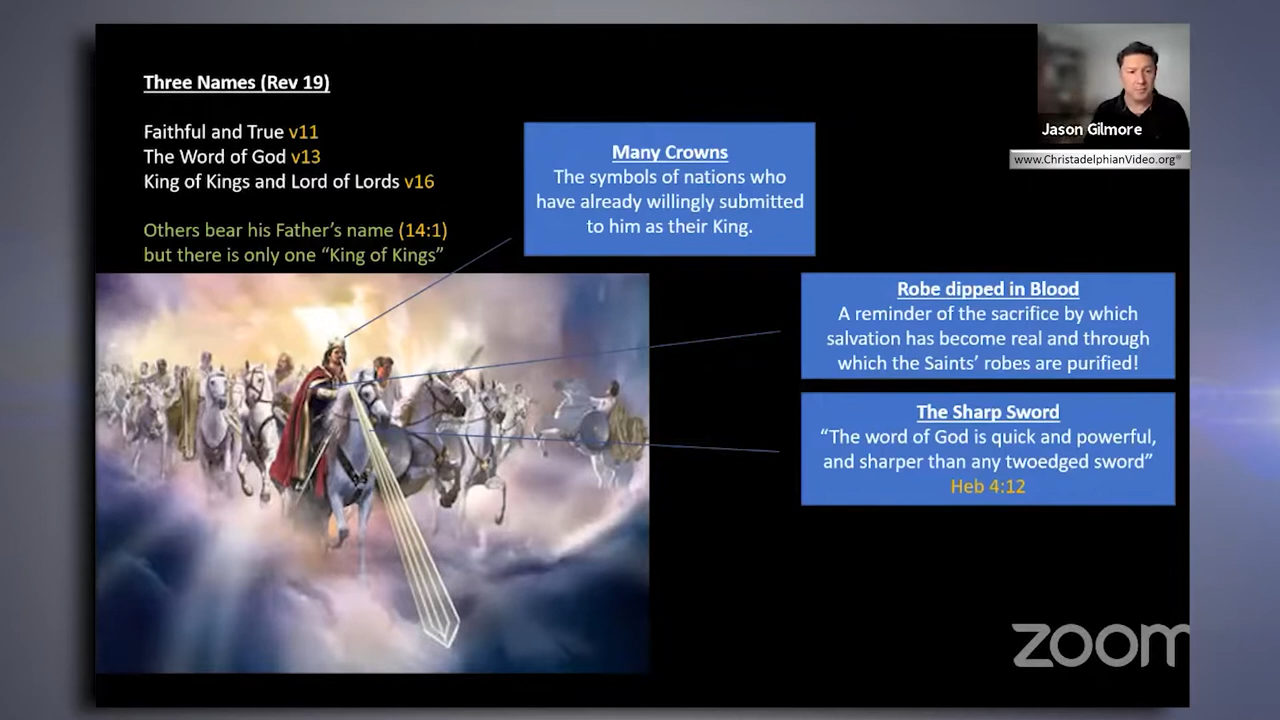 Three Names (Rev 19)
Faithful and True v11
The Word of God v13
King of Kings and Lord of Lords v16
Others bear his Father’s name (14:1)
but there is only one “King of Kings”
Many Crowns
The symbols of nations who
have already willingly submitted
to him as their King.
Robe dipped in Blood
A reminder of the sacrifice by which
salvation has become real and through
which the Saints’ robes are purified!
The Sharp Sword
“The word of God is quick and powerful,
and sharper than any twoedged sword”
Heb 4:12
Jason Gilmore
www.ChristadelphianVideo.org®
zoom